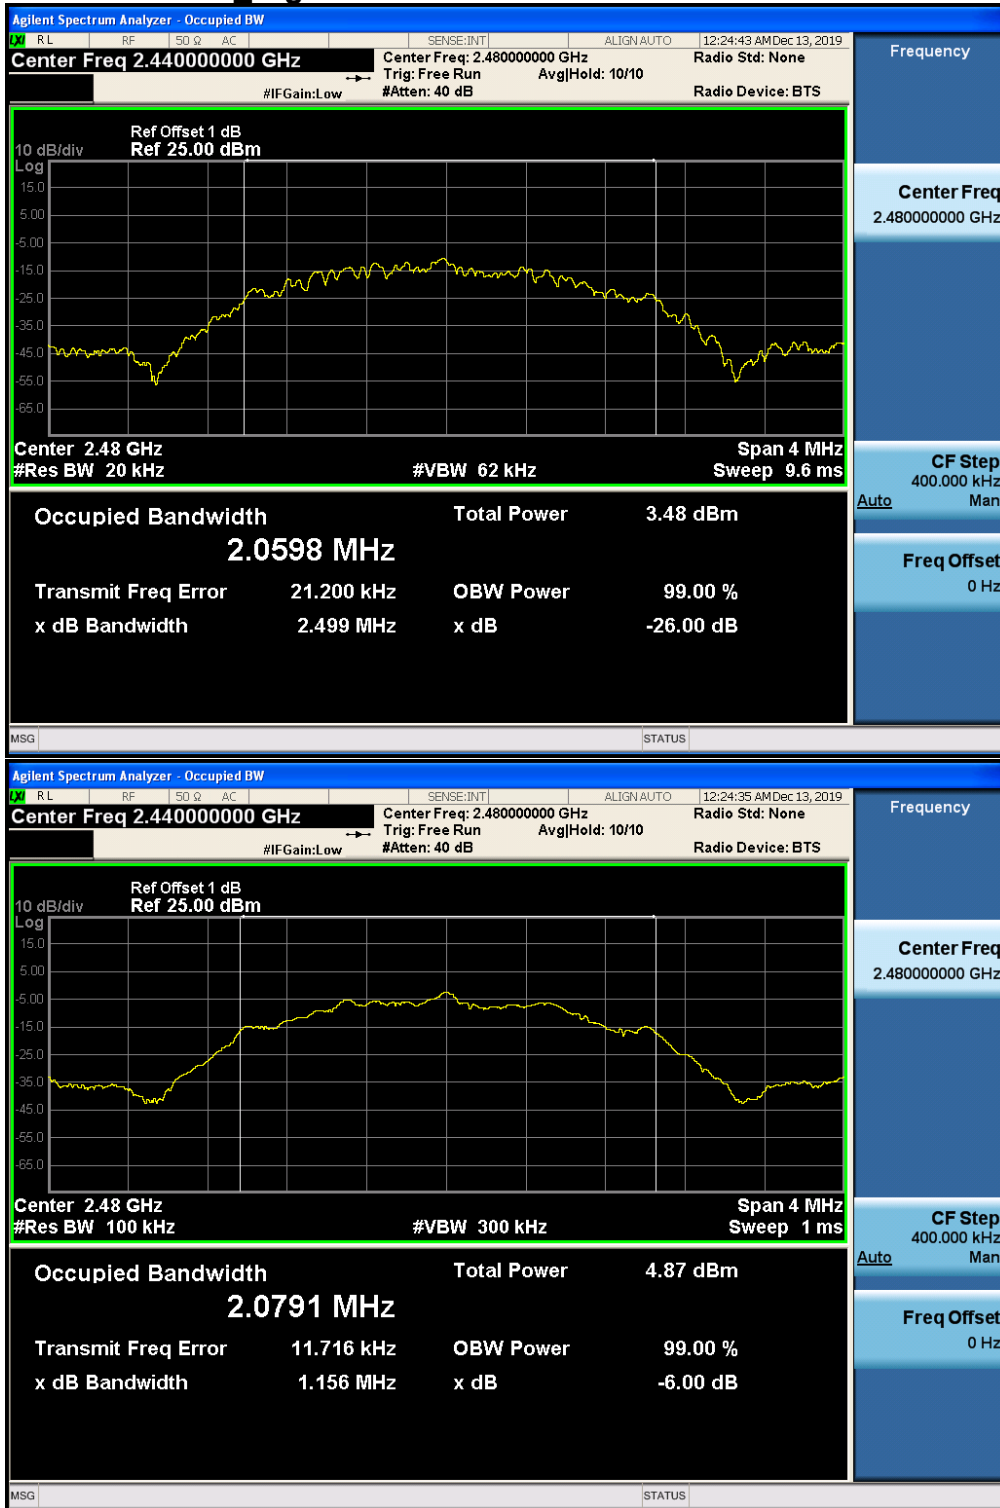 Agilent Spectrum Analyzer - Occupied BW
LXI RL RF 50 Ω AC SENSE:INT ALIGN AUTO 12:24:43 AM Dec 13, 2019
Center Freq 2.440000000 GHz
Center Freq: 2.480000000 GHz Radio Std: None
Trig: Free Run Avg|Hold: 10/10
#IFGain:Low #Atten: 40 dB Radio Device: BTS
Frequency
Ref Offset 1 dB
10 dB/div Ref 25.00 dBm
Log
15.0
5.00
-5.00
-15.0
-25.0
-35.0
-45.0
-55.0
-65.0
Center 2.48 GHz Span 4 MHz
#Res BW 20 kHz #VBW 62 kHz Sweep 9.6 ms
Occupied Bandwidth Total Power 3.48 dBm
2.0598 MHz
Transmit Freq Error 21.200 kHz OBW Power 99.00 %
x dB Bandwidth 2.499 MHz x dB -26.00 dB
Center Freq
2.480000000 GHz
CF Step
400.000 kHz
Auto Man
Freq Offset
0 Hz
MSG STATUS
Agilent Spectrum Analyzer - Occupied BW
LXI RL RF 50 Ω AC SENSE:INT ALIGN AUTO 12:24:35 AM Dec 13, 2019
Center Freq 2.440000000 GHz
Center Freq: 2.480000000 GHz Radio Std: None
Trig: Free Run Avg|Hold: 10/10
#IFGain:Low #Atten: 40 dB Radio Device: BTS
Frequency
Ref Offset 1 dB
10 dB/div Ref 25.00 dBm
Log
15.0
5.00
-5.00
-15.0
-25.0
-35.0
-45.0
-55.0
-65.0
Center 2.48 GHz Span 4 MHz
#Res BW 100 kHz #VBW 300 kHz Sweep 1 ms
Occupied Bandwidth Total Power 4.87 dBm
2.0791 MHz
Transmit Freq Error 11.716 kHz OBW Power 99.00 %
x dB Bandwidth 1.156 MHz x dB -6.00 dB
Center Freq
2.480000000 GHz
CF Step
400.000 kHz
Auto Man
Freq Offset
0 Hz
MSG STATUS